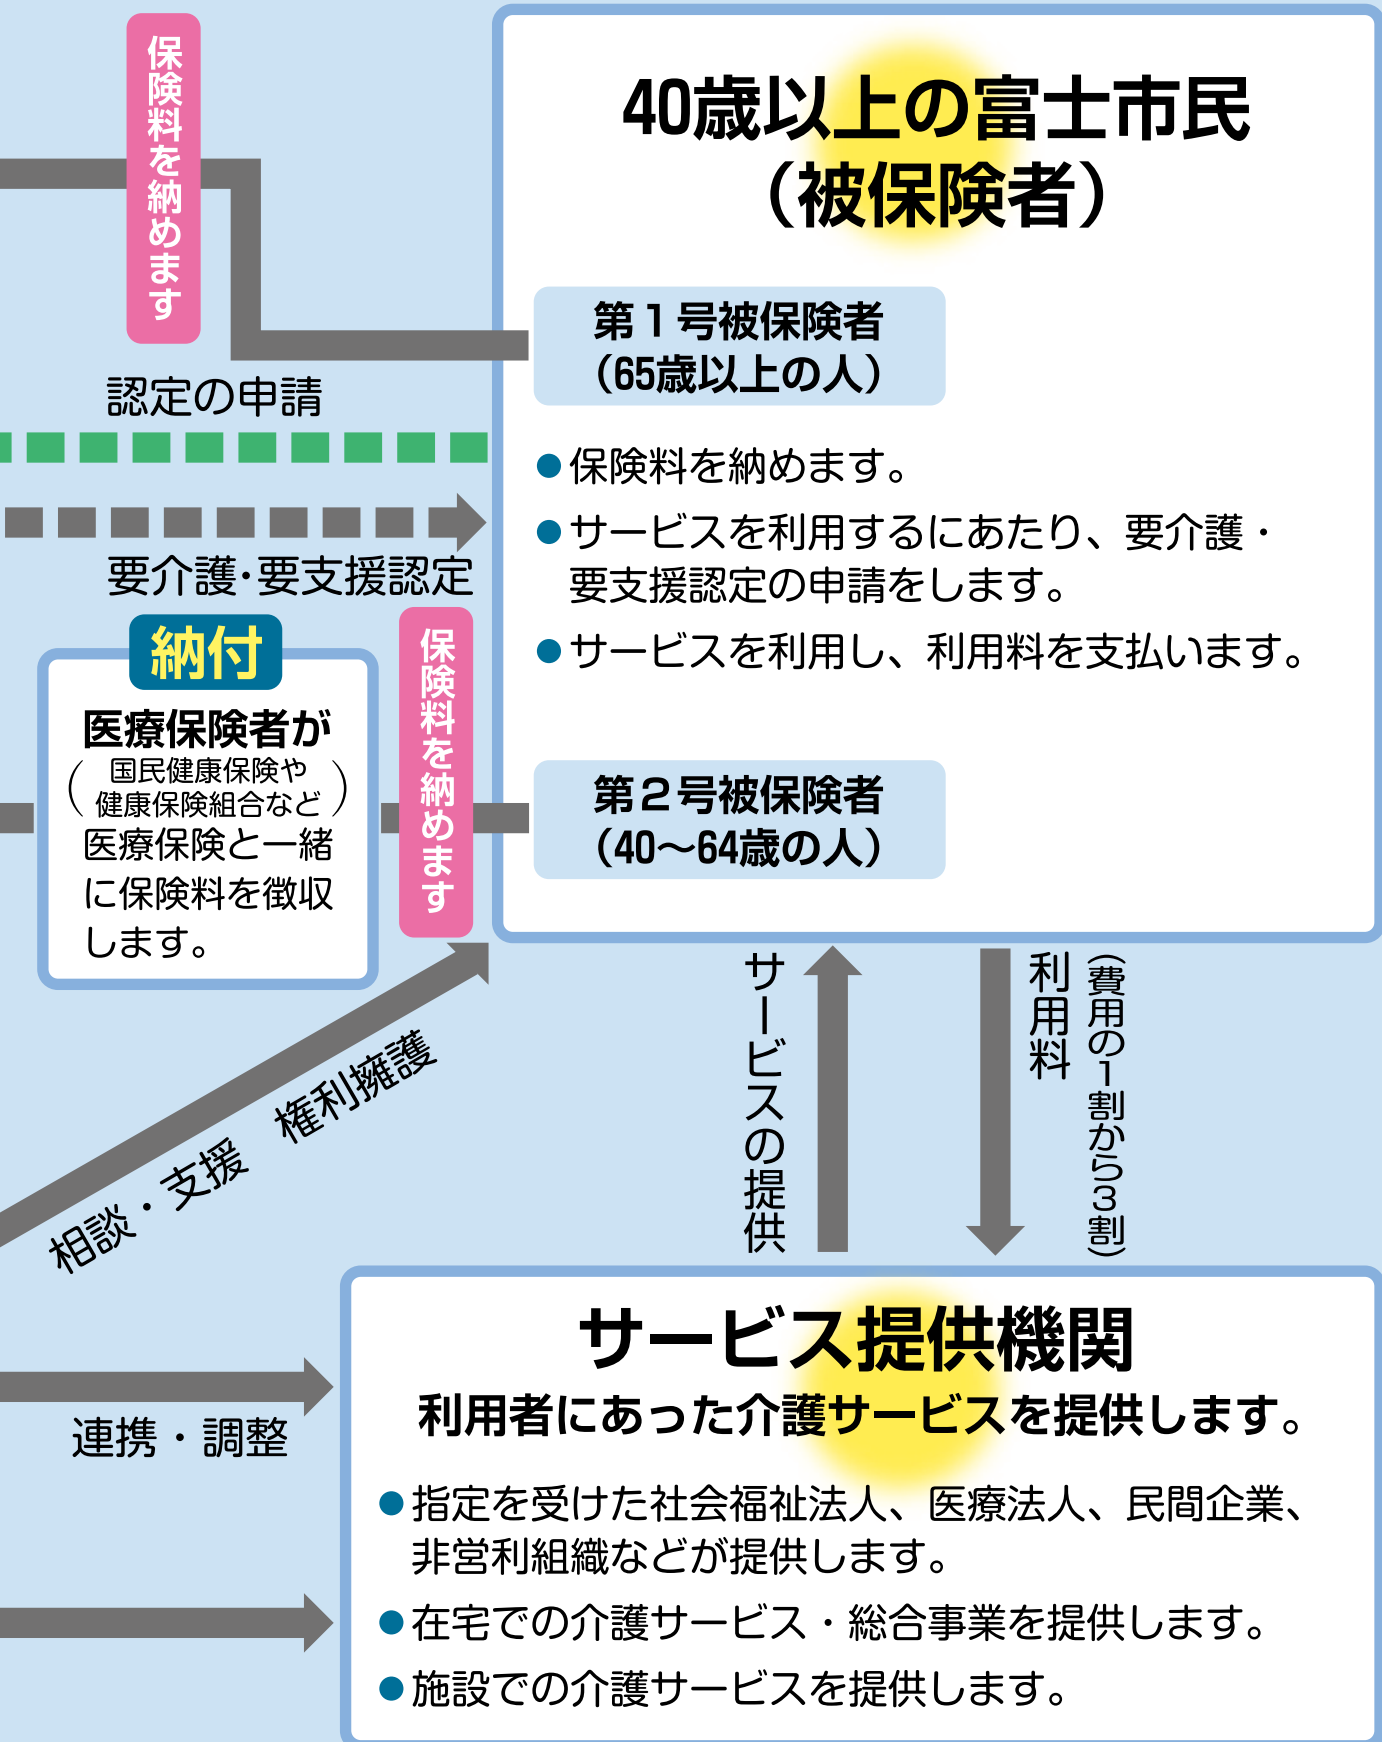 保険料を納めます
40歳以上の富士市民
（被保険者）
第1号被保険者
（65歳以上の人）
認定の申請
●保険料を納めます。
●サービスを利用するにあたり、要介護・
要支援認定の申請をします。
●サービスを利用し、利用料を支払います。
要介護・要支援認定
納付
医療保険者が
（国民健康保険や
健康保険組合など）
医療保険と一緒
に保険料を徴収
します。
保険料を納めます
第2号被保険者
（40～64歳の人）
相談・支援　権利擁護
サービスの提供
利用料
（費用の1割から3割）
サービス提供機関
利用者にあった介護サービスを提供します。
連携・調整
●指定を受けた社会福祉法人、医療法人、民間企業、
非営利組織などが提供します。
●在宅での介護サービス・総合事業を提供します。
●施設での介護サービスを提供します。